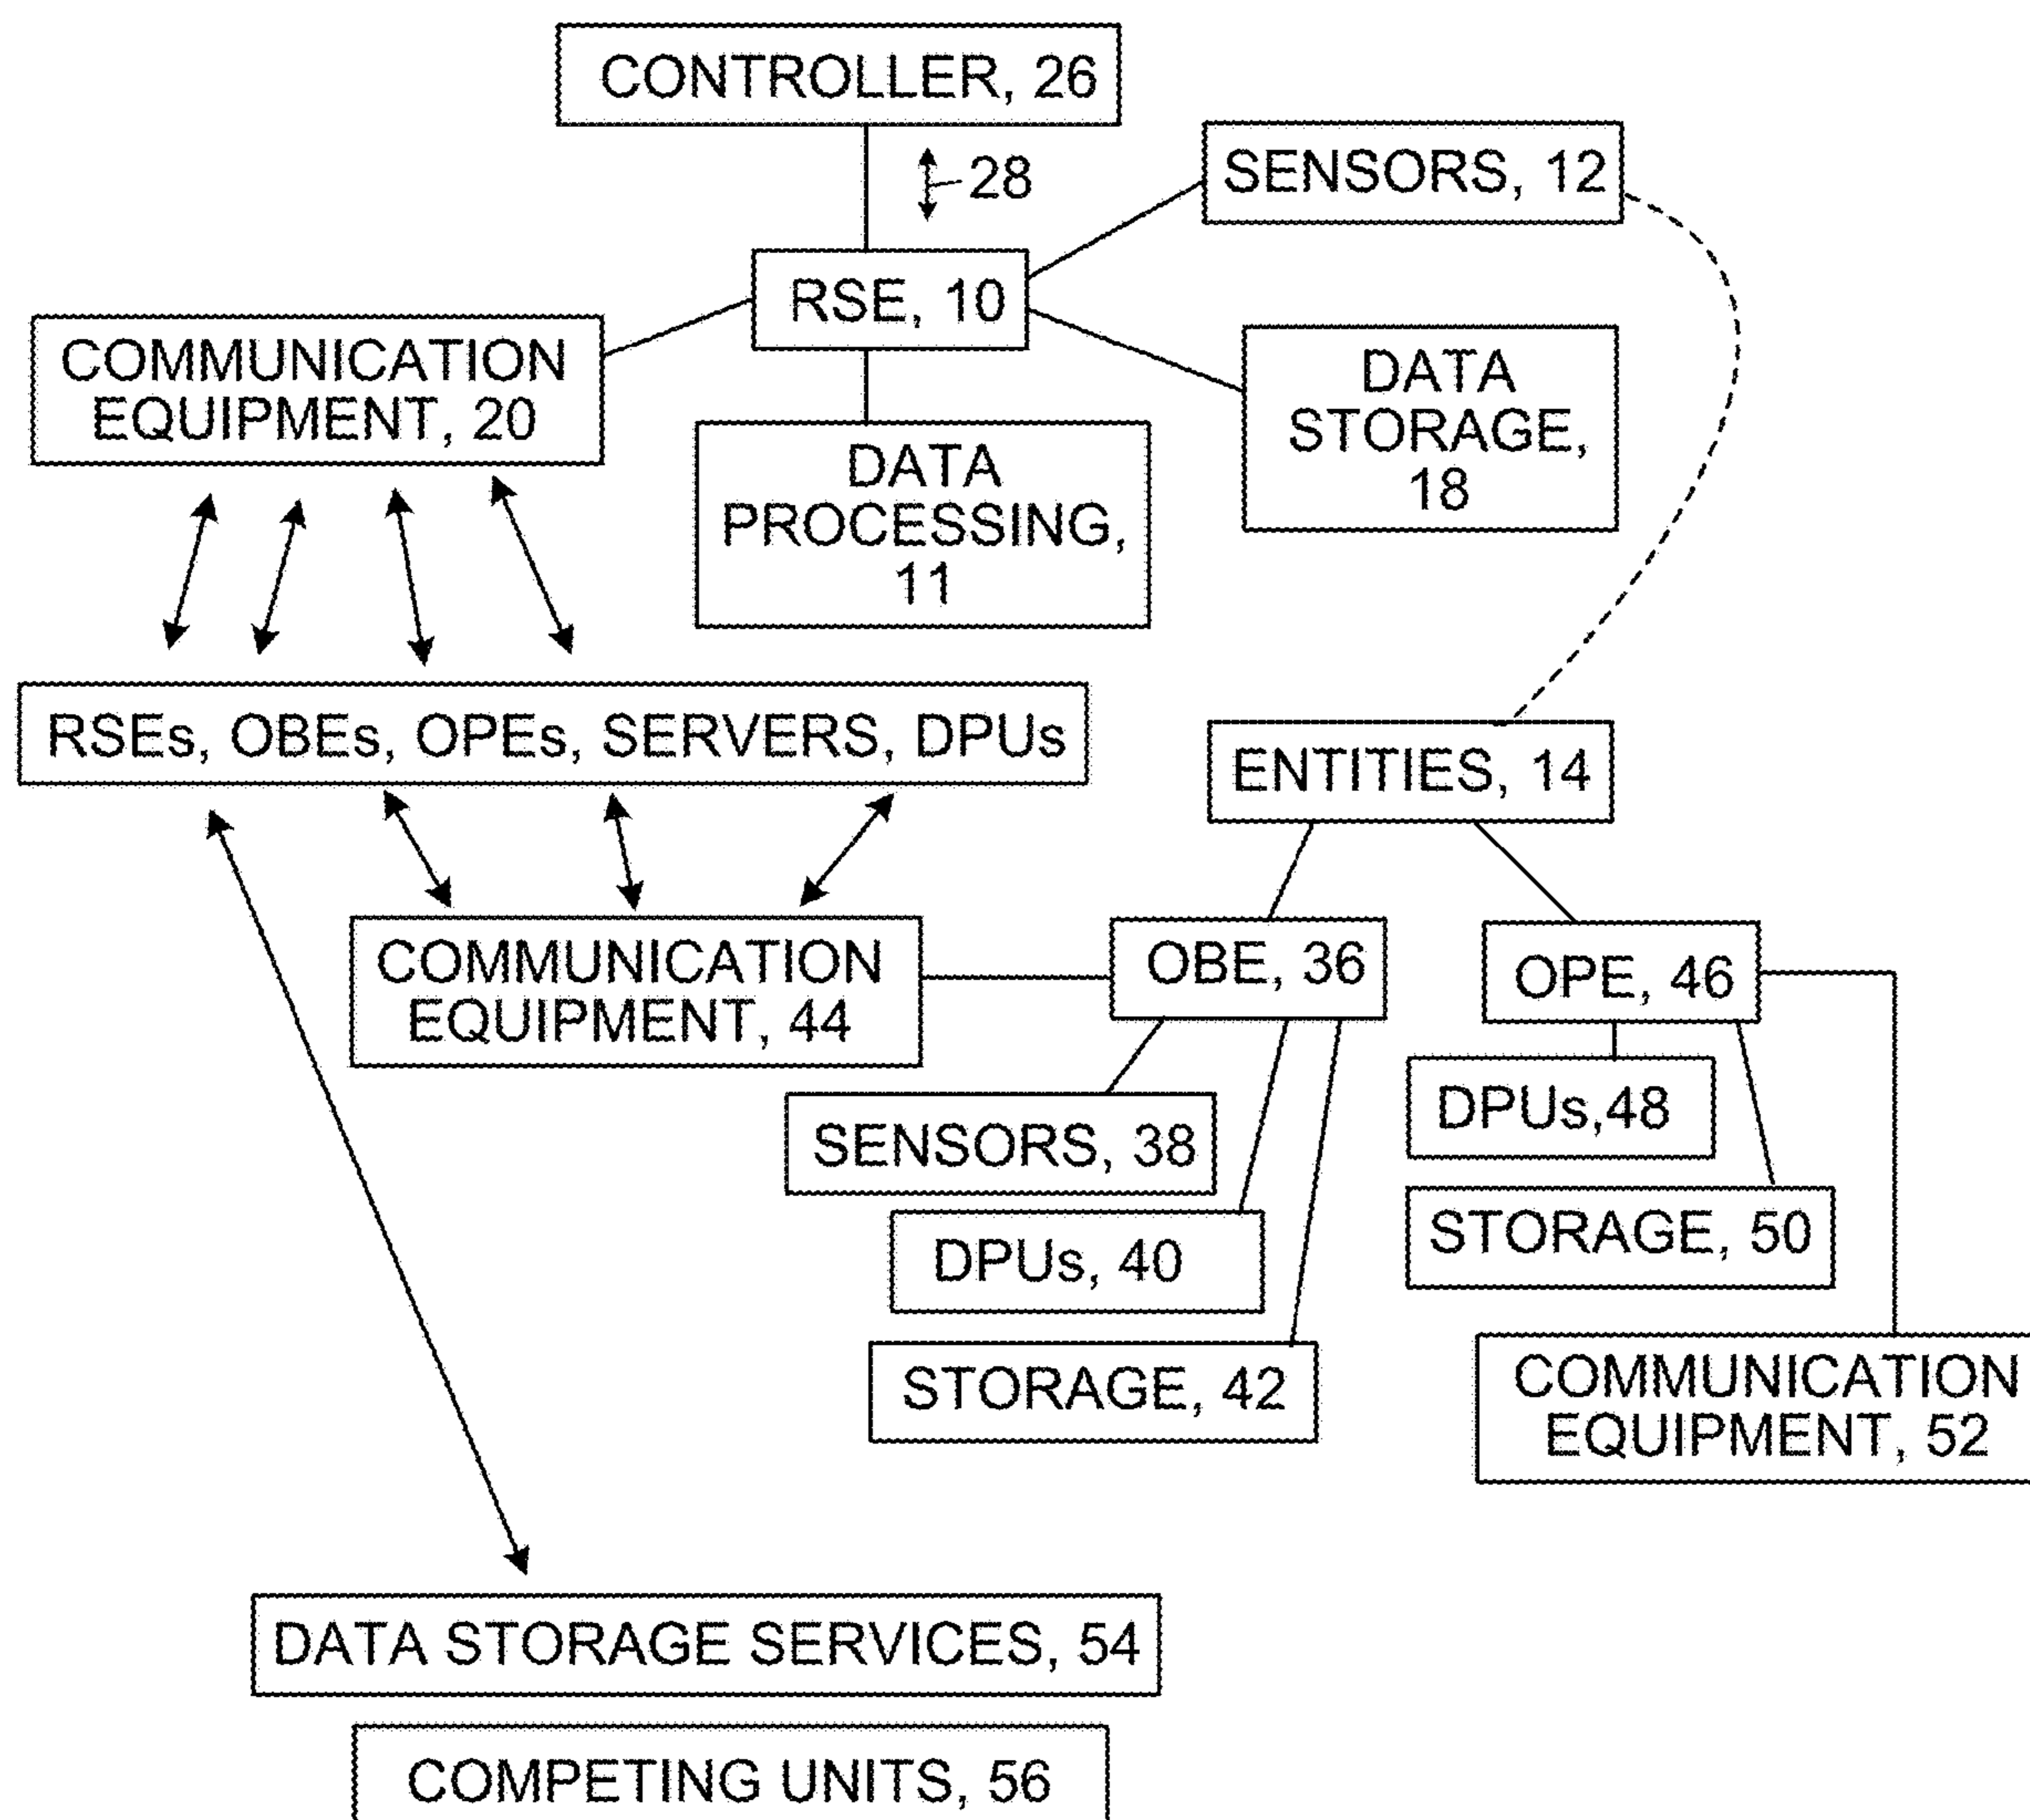 CONTROLLER, 26
28
SENSORS, 12
RSE, 10
COMMUNICATION
EQUIPMENT, 20
DATA
STORAGE,
18
DATA
PROCESSING,
11
RSEs, OBEs, OPEs, SERVERS, DPUs
ENTITIES, 14
COMMUNICATION
EQUIPMENT, 44
OBE, 36
OPE, 46
SENSORS, 38
DPUs,48
DPUs, 40
STORAGE, 50
STORAGE, 42
COMMUNICATION
EQUIPMENT, 52
DATA STORAGE SERVICES, 54
COMPETING UNITS, 56